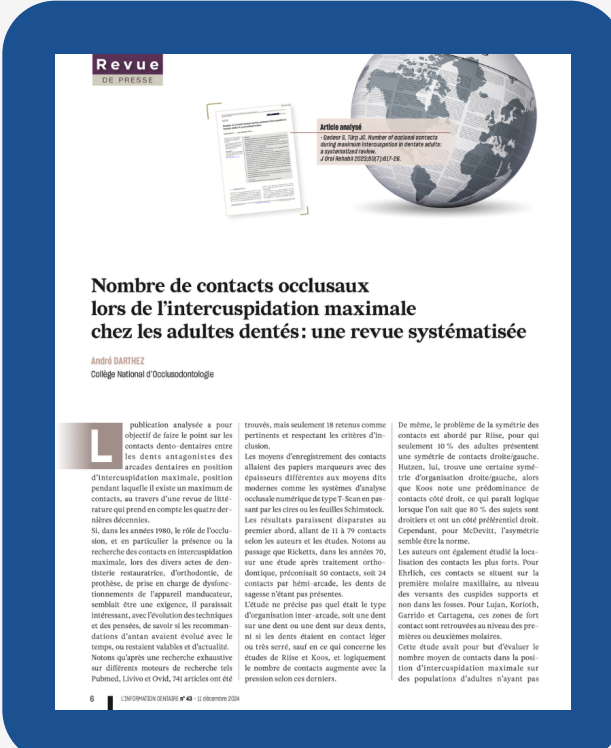 Revue
DE PRESSE
Article analysé
- Qadeer S, Türp JC. Number of occlusal contacts
during maximum intercuspation in dentate adults:
a systematized review.
J Oral Rehabil 2023;50(7):617-28.
Nombre de contacts occlusaux
lors de l'intercuspidation maximale
chez les adultes dentés : une revue systématisée
André DARTHEZ
Collège National d'Occlusodontologie
L
publication analysée a pour
objectif de faire le point sur les
contacts dento-dentaires entre
les dents antagonistes des
arcades dentaires en position
d'intercuspidation maximale, position
pendant laquelle il existe un maximum de
contacts, au travers d'une revue de litté-
rature qui prend en compte les quatre der-
nières décennies.
Si, dans les années 1980, le rôle de l'occlu-
sion, et en particulier la présence ou la
recherche des contacts en intercuspidation
maximale, lors des divers actes de den-
tisterie restauratrice, d'orthodontie, de
prothèse, de prise en charge de dysfonc-
tionnements de l'appareil manducateur,
semblait être une exigence, il paraissait
intéressant, avec l'évolution des techniques
et des pensées, de savoir si les recomman-
dations d'antan avaient évolué avec le
temps, ou restaient valables et d'actualité.
Notons qu'après une recherche exhaustive
sur différents moteurs de recherche tels
Pubmed, Livivo et Ovid, 741 articles ont été
trouvés, mais seulement 18 retenus comme
pertinents et respectant les critères d'in-
clusion.
Les moyens d'enregistrement des contacts
allaient des papiers marqueurs avec des
épaisseurs différentes aux moyens dits
modernes comme les systèmes d'analyse
occlusale numérique de type T-Scan en pas-
sant par les cires ou les feuilles Schimstock.
Les résultats paraissent disparates au
premier abord, allant de 11 à 79 contacts
selon les auteurs et les études. Notons au
passage que Ricketts, dans les années 70,
sur une étude après traitement ortho-
dontique, préconisait 50 contacts, soit 24
contacts par hémi-arcade, les dents de
sagesse n'étant pas présentes.
L'étude ne précise pas quel était le type
d'organisation inter-arcade, soit une dent
sur une dent ou une dent sur deux dents,
ni si les dents étaient en contact léger
ou très serré, sauf en ce qui concerne les
études de Riise et Koos, et logiquement
le nombre de contacts augmente avec la
pression selon ces derniers.
De même, le problème de la symétrie des
contacts est abordé par Riise, pour qui
seulement 10 % des adultes présentent
une symétrie de contacts droite/gauche.
Hutzen, lui, trouve une certaine symé-
trie d'organisation droite/gauche, alors
que Koos note une prédominance de
contacts côté droit, ce qui paraît logique
lorsque l'on sait que 80 % des sujets sont
droitiers et ont un côté préférentiel droit.
Cependant, pour McDevitt, l'asymétrie
semble être la norme.
Les auteurs ont également étudié la loca-
lisation des contacts les plus forts. Pour
Ehrlich, ces contacts se situent sur la
première molaire maxillaire, au niveau
des versants des cuspides supports et
non dans les fosses. Pour Lujan, Korioth,
Garrido et Cartagena, ces zones de fort
contact sont retrouvées au niveau des pre-
mières ou deuxièmes molaires.
Cette étude avait pour but d'évaluer le
nombre moyen de contacts dans la posi-
tion d'intercuspidation maximale sur
des populations d'adultes n'ayant pas
6
L'INFORMATION DENTAIRE n° 43 - 11 décembre 2024